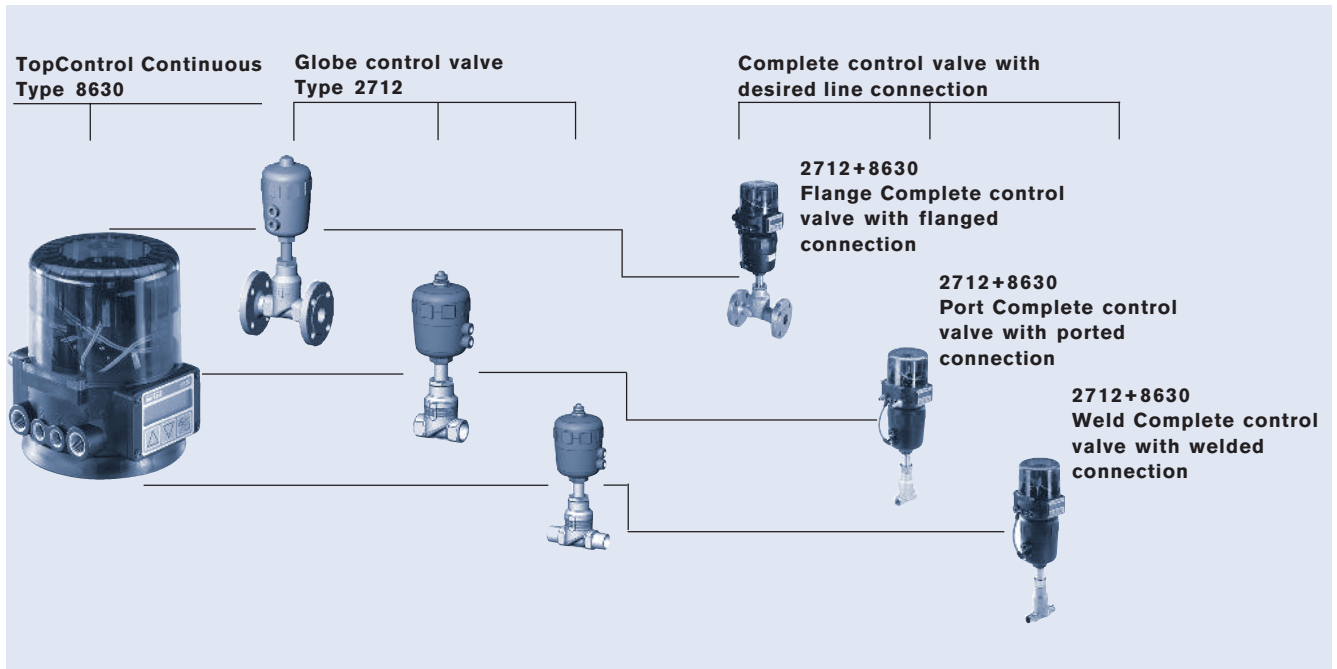 TopControl Continuous
Type 8630
Globe control valve
Type 2712
Complete control valve with
desired line connection
2712+8630
Flange Complete control
valve with flanged
connection
2712+8630
Port Complete control
valve with ported
connection
2712+8630
Weld Complete control
valve with welded
connection